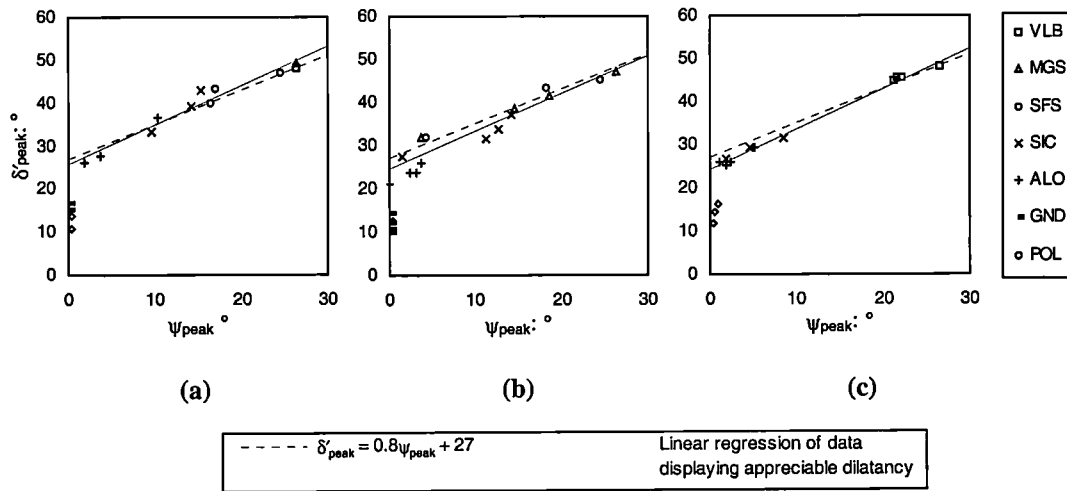 60
50
40
30
20
10
0
δ′peak: °
0 10 20 30
ψpeak °
(a)
60
50
40
30
20
10
0
0 10 20 30
ψpeak: °
(b)
60
50
40
30
20
10
0
0 10 20 30
ψpeak: °
(c)
VLB
MGS
SFS
SIC
ALO
GND
POL
δ′peak = 0.8ψpeak + 27
Linear regression of data
displaying appreciable dilatancy